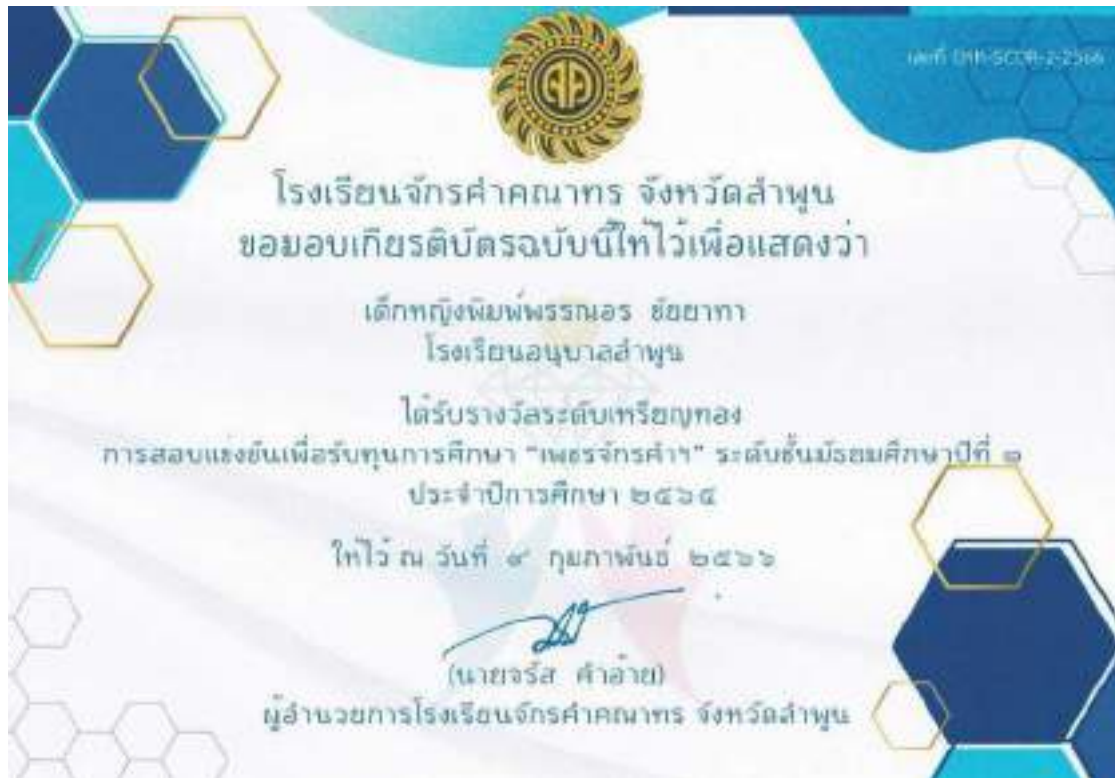 เลขที่
โรงเรียนจักรคำคณาทร จังหวัดลำพูน
ขอมอบเกียรติบัตรฉบับนี้ให้ไว้เพื่อแสดงว่า
เด็กหญิงพิมพ์พรรณอร ชัยยาทา
โรงเรียนอนุบาลลำพูน
ได้รับรางวัลระดับเหรียญทอง
การสอบแข่งขันเพื่อรับทุนการศึกษา "เพชรจักรคำฯ" ระดับชั้นมัธยมศึกษาปีที่ ๑
ประจำปีการศึกษา
ให้ไว้ ณ วันที่ ๙ กุมภาพันธ์ ๒๕๖๖
(นายจรัส คำอ้าย)
ผู้อำนวยการโรงเรียนจักรคำคณาทร จังหวัดลำพูน